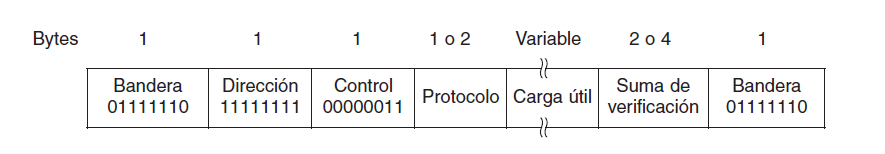 Bytes 1 1 1 1 o 2 Variable 2 o 4 1
Bandera Dirección Control Protocolo Carga útil Suma de Bandera
01111110 11111111 00000011 verificación 01111110